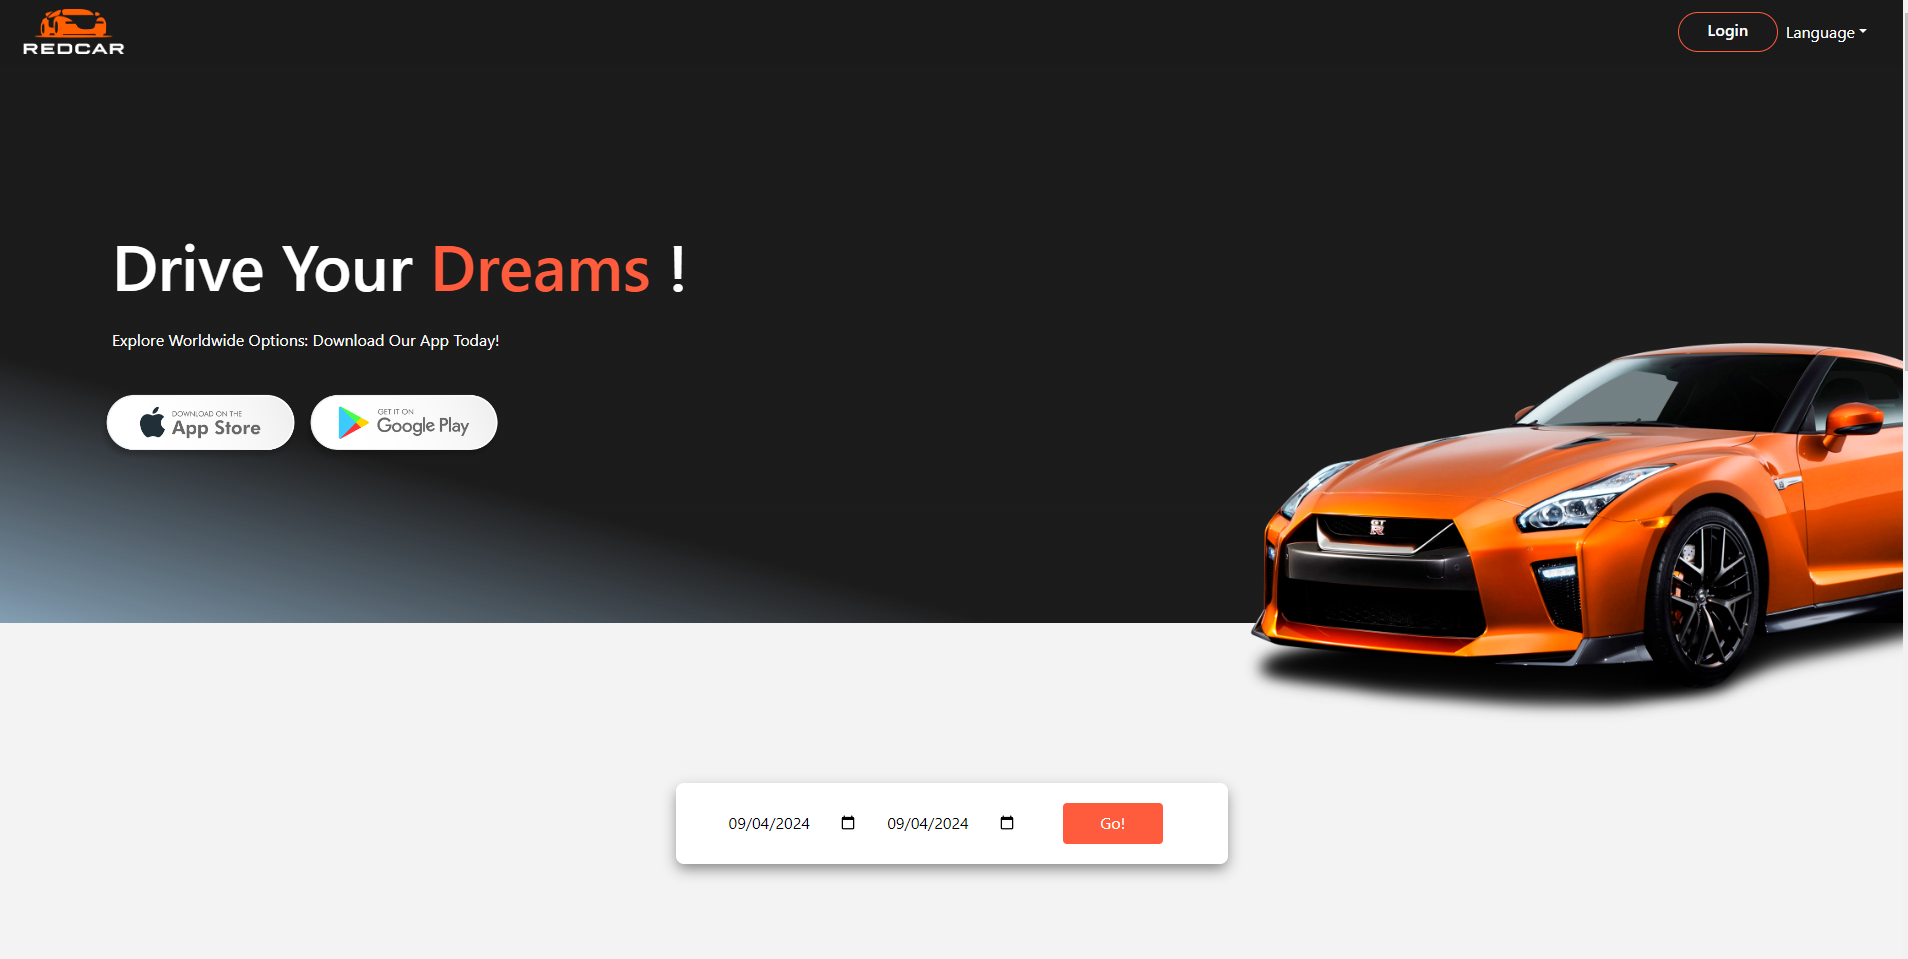 REDCAR
Login
Language
Drive Your Dreams !
Explore Worldwide Options: Download Our App Today!
DOWNLOAD ON THE
App Store
GET IT ON
Google Play
GT
R
09/04/2024
09/04/2024
Go!